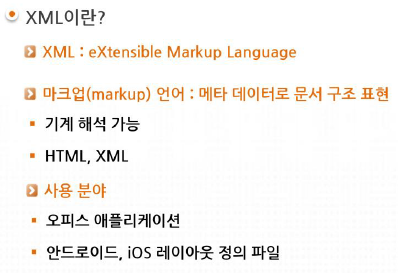 XML이란?
XML : eXtensible Markup Language
마크업(markup) 언어 : 메타 데이터로 문서 구조 표현
기계 해석 가능
HTML, XML
사용 분야
오피스 애플리케이션
안드로이드, iOS 레이아웃 정의 파일